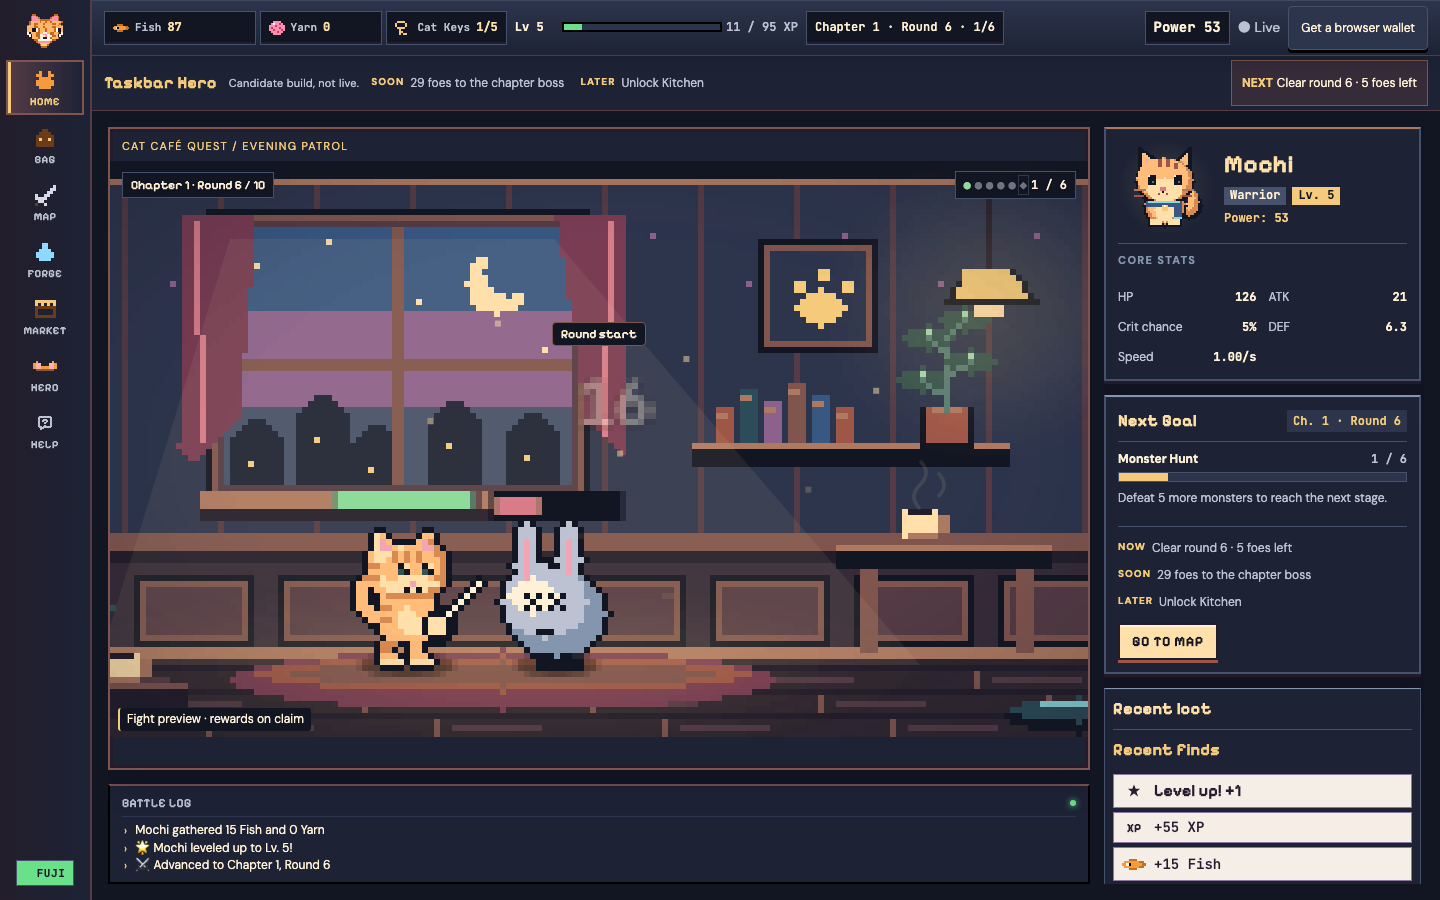 Fish 87
Yarn 0
Cat Keys 1/5
Lv 5
11 / 95 XP
Chapter 1 · Round 6 · 1/6
Power 53
Live
Get a browser wallet
HOME
BAG
MAP
FORGE
MARKET
HERO
HELP
FUJI
Taskbar Hero
Candidate build, not live.
SOON 29 foes to the chapter boss
LATER Unlock Kitchen
NEXT Clear round 6 · 5 foes left
CAT CAFÉ QUEST / EVENING PATROL
Chapter 1 · Round 6 / 10
1 / 6
Round start
16
Fight preview · rewards on claim
BATTLE LOG
› Mochi gathered 15 Fish and 0 Yarn
› 🌟 Mochi leveled up to Lv. 5!
› ⚔️ Advanced to Chapter 1, Round 6
Mochi
Warrior
Lv. 5
Power: 53
CORE STATS
HP 126 ATK 21
Crit chance 5% DEF 6.3
Speed 1.00/s
Next Goal
Ch. 1 · Round 6
Monster Hunt 1 / 6
Defeat 5 more monsters to reach the next stage.
NOW Clear round 6 · 5 foes left
SOON 29 foes to the chapter boss
LATER Unlock Kitchen
GO TO MAP
Recent loot
Recent finds
★ Level up! +1
XP +55 XP
+15 Fish